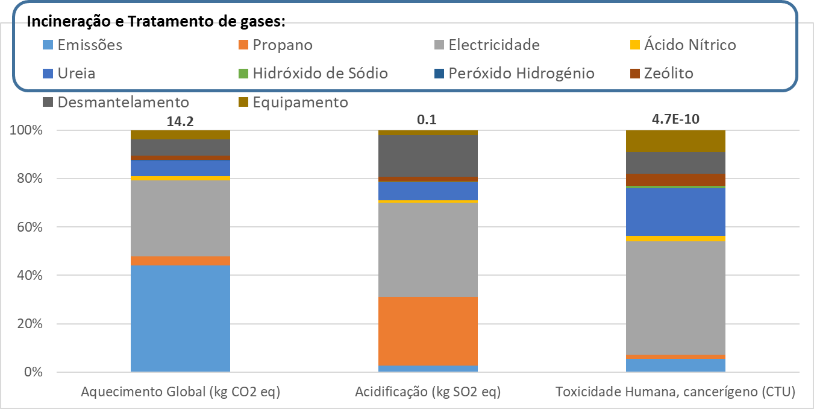 Incineração e Tratamento de gases:
Emissões Propano Electricidade Ácido Nítrico
Ureia Hidróxido de Sódio Peróxido Hidrogénio Zeólito
Desmantelamento Equipamento
14.2 0.1 4.7E-10
100%
80%
60%
40%
20%
0%
Aquecimento Global (kg CO2 eq) Acidificação (kg SO2 eq) Toxicidade Humana, cancerígeno (CTU)